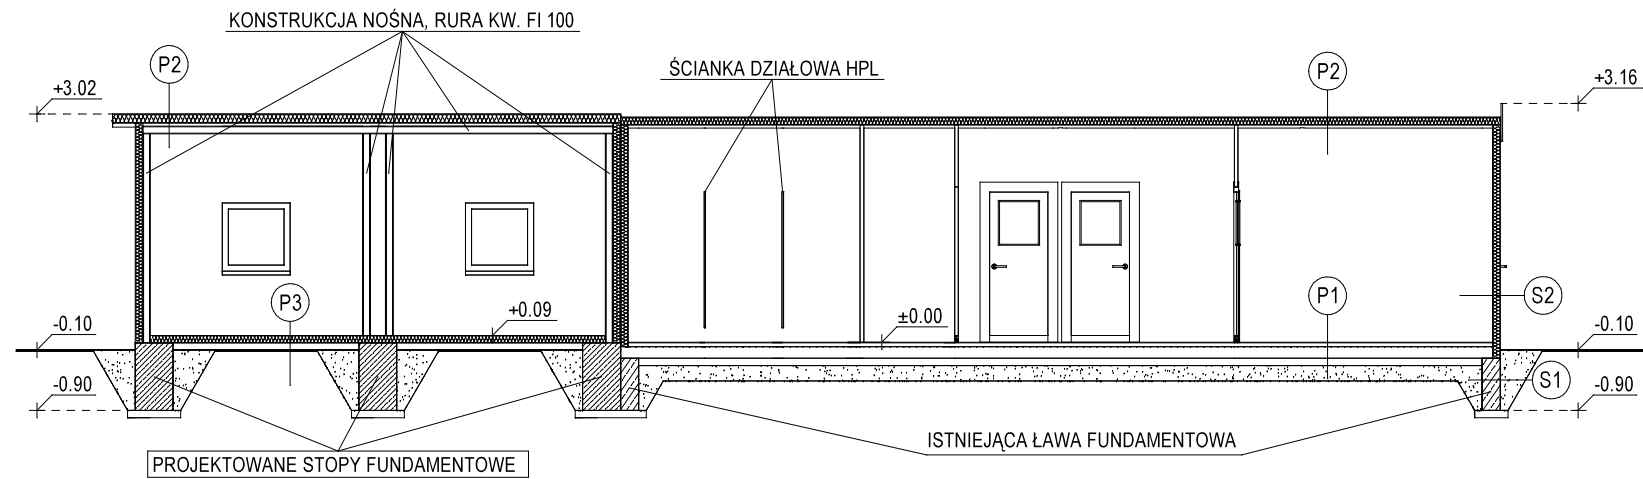 KONSTRUKCJA NOŚNA, RURA KW. FI 100
P2
ŚCIANKA DZIAŁOWA HPL
P2
+3.02
+3.16
P3
+0.09
±0.00
P1
S2
-0.10
-0.10
-0.90
S1
-0.90
ISTNIEJĄCA ŁAWA FUNDAMENTOWA
PROJEKTOWANE STOPY FUNDAMENTOWE